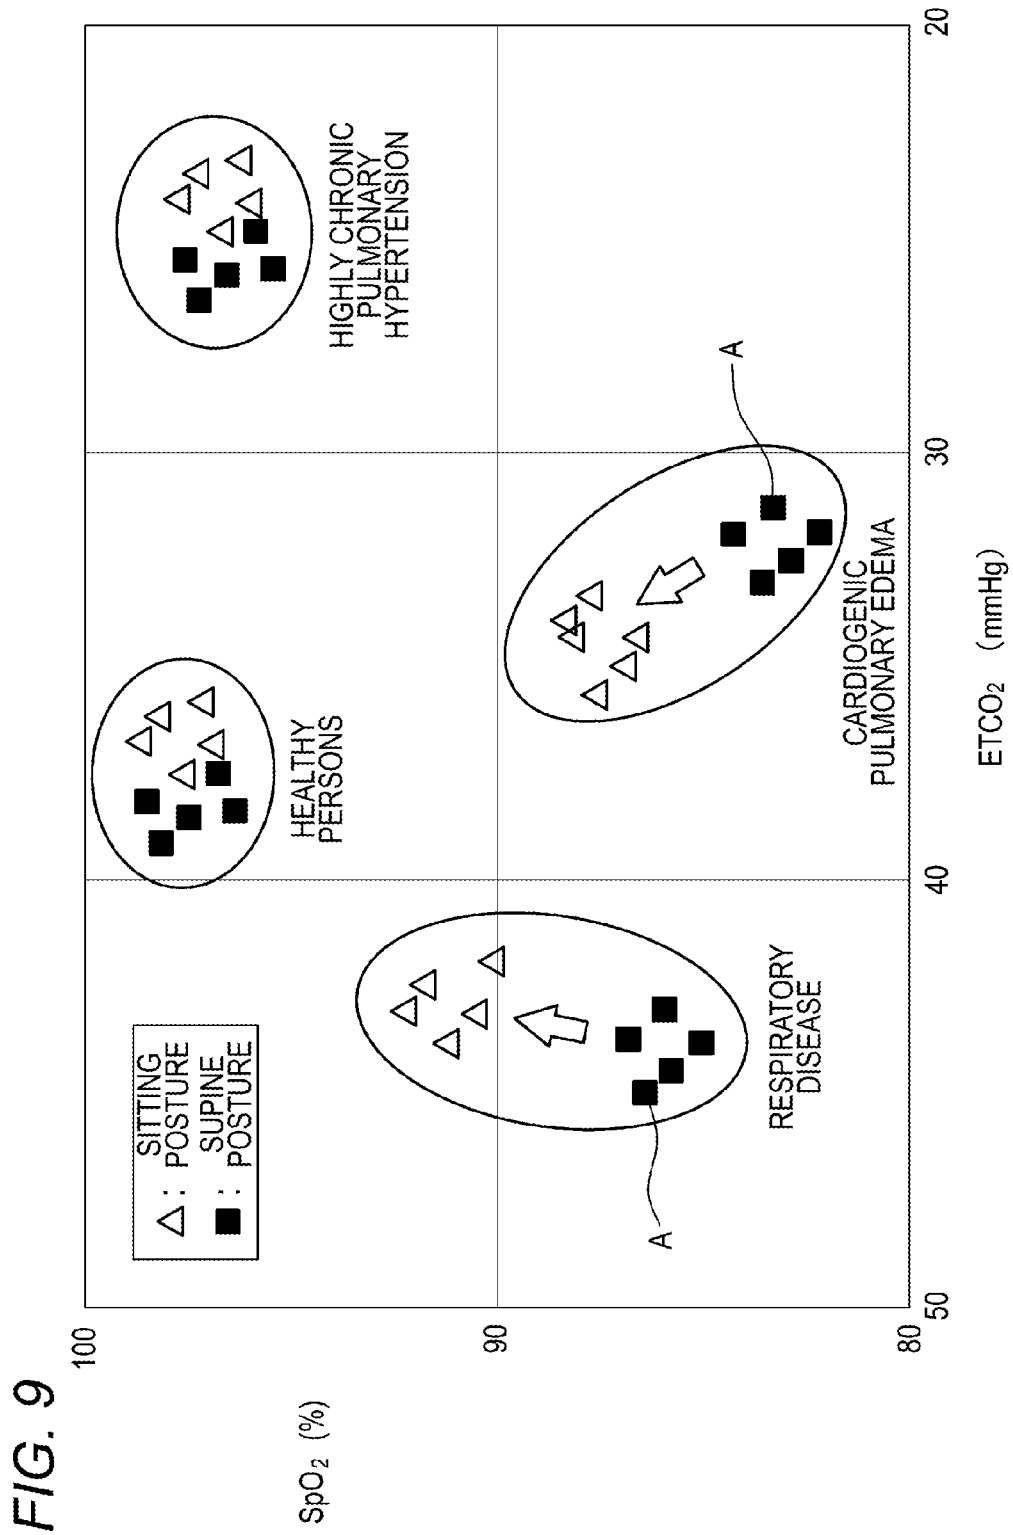 FIG. 9
SpO₂ (%)
100
90
80
50
40
30
20
ETCO₂ (mmHg)
△ : SITTING
POSTURE
■ : SUPINE
POSTURE
HEALTHY
PERSONS
HIGHLY CHRONIC
PULMONARY
HYPERTENSION
RESPIRATORY
DISEASE
CARDIOGENIC
PULMONARY EDEMA
A
A